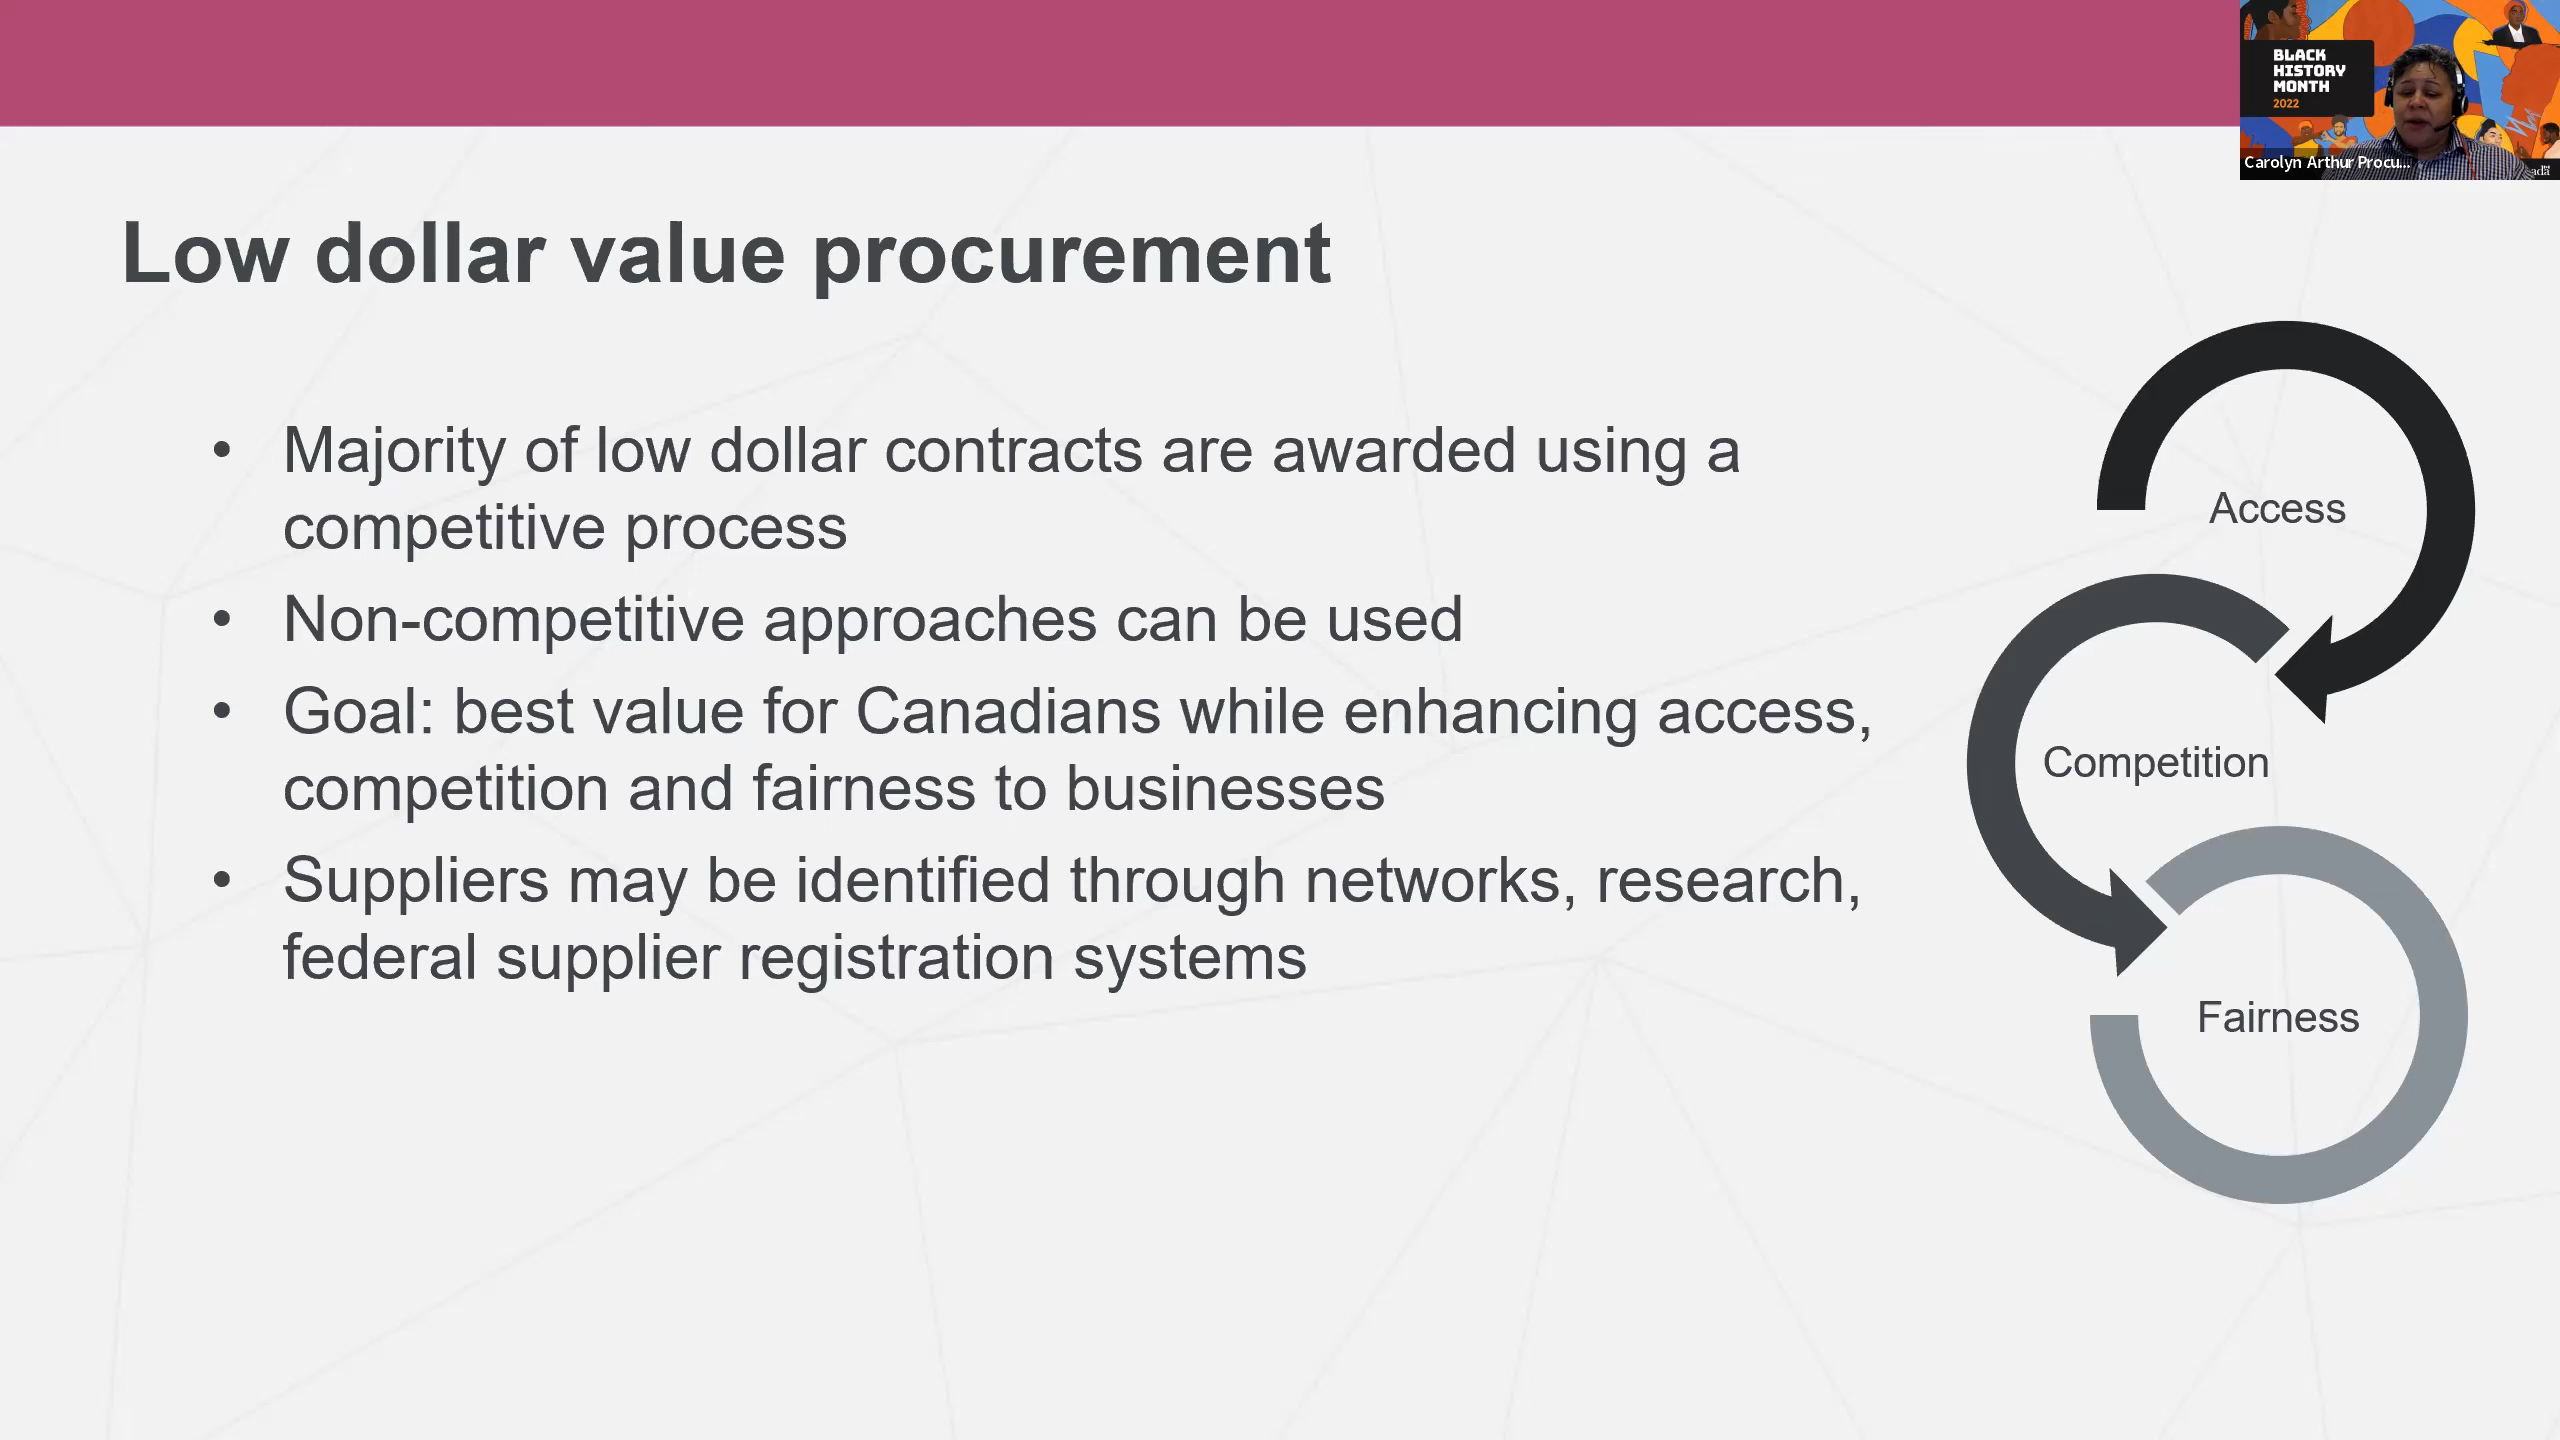 BLACK
HISTORY
MONTH
2022
Carolyn Arthur Procu...
Low dollar value procurement
• Majority of low dollar contracts are awarded using a
competitive process
• Non-competitive approaches can be used
• Goal: best value for Canadians while enhancing access,
competition and fairness to businesses
• Suppliers may be identified through networks, research,
federal supplier registration systems
Access
Competition
Fairness